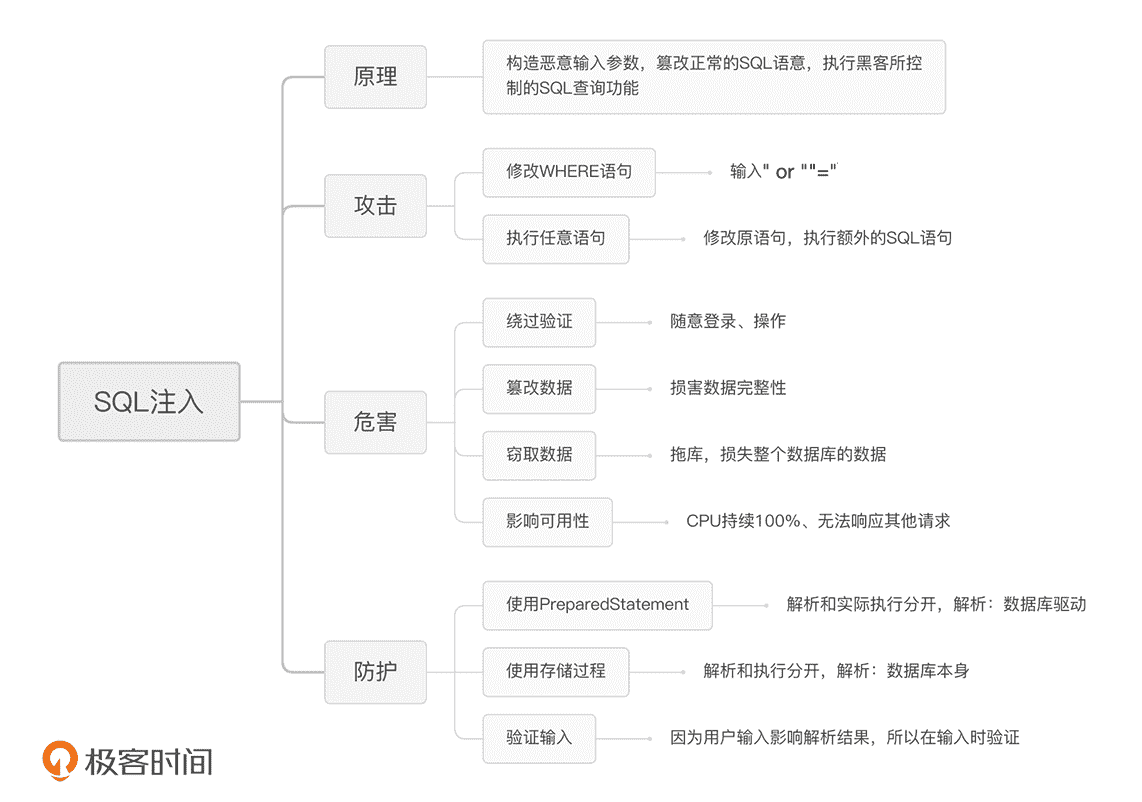 原理
构造恶意输入参数，篡改正常的SQL语意，执行黑客所控
制的SQL查询功能
攻击
修改WHERE语句
输入" or ""="
执行任意语句
修改原语句，执行额外的SQL语句
SQL注入
危害
绕过验证
随意登录、操作
篡改数据
损害数据完整性
窃取数据
拖库，损失整个数据库的数据
影响可用性
CPU持续100%、无法响应其他请求
防护
使用PreparedStatement
解析和实际执行分开，解析：数据库驱动
使用存储过程
解析和执行分开，解析：数据库本身
验证输入
因为用户输入影响解析结果，所以在输入时验证
极客时间